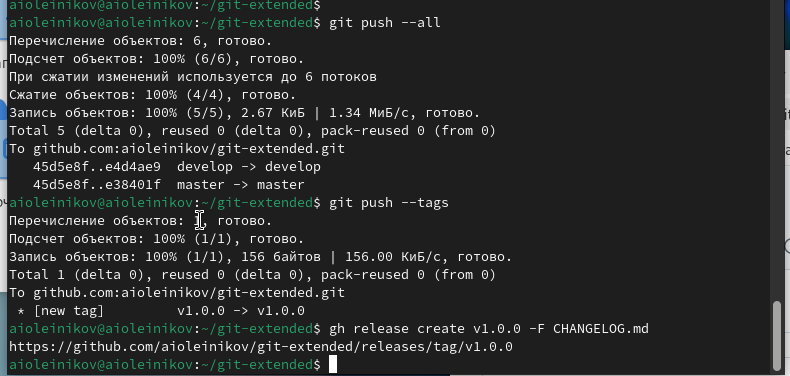 aioleinikov@aioleinikov:~/git-extended$
aioleinikov@aioleinikov:~/git-extended$ git push --all
Перечисление объектов: 6, готово.
Подсчет объектов: 100% (6/6), готово.
При сжатии изменений используется до 6 потоков
Сжатие объектов: 100% (4/4), готово.
Запись объектов: 100% (5/5), 2.67 КиБ | 1.34 МиБ/с, готово.
Total 5 (delta 0), reused 0 (delta 0), pack-reused 0 (from 0)
To github.com:aioleinikov/git-extended.git
   45d5e8f..e4d4ae9  develop -> develop
   45d5e8f..e38401f  master -> master
aioleinikov@aioleinikov:~/git-extended$ git push --tags
Перечисление объектов: 1, готово.
Подсчет объектов: 100% (1/1), готово.
Запись объектов: 100% (1/1), 156 байтов | 156.00 КиБ/с, готово.
Total 1 (delta 0), reused 0 (delta 0), pack-reused 0 (from 0)
To github.com:aioleinikov/git-extended.git
 * [new tag]         v1.0.0 -> v1.0.0
aioleinikov@aioleinikov:~/git-extended$ gh release create v1.0.0 -F CHANGELOG.md
https://github.com/aioleinikov/git-extended/releases/tag/v1.0.0
aioleinikov@aioleinikov:~/git-extended$